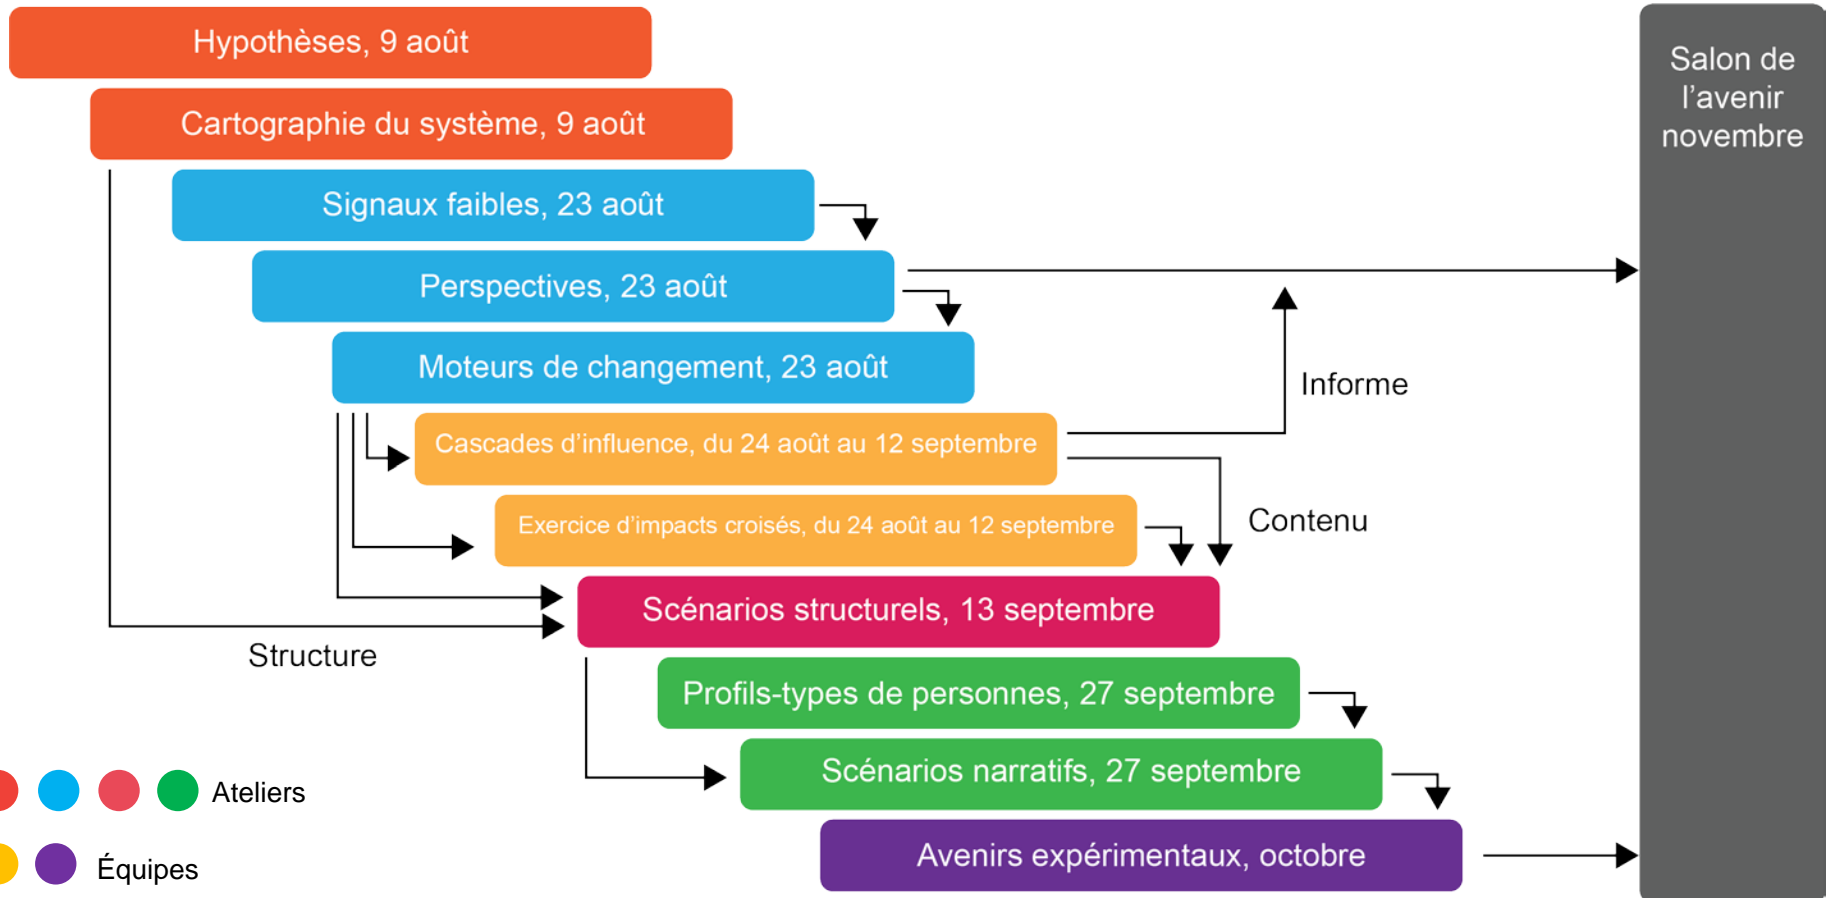 Hypothèses, 9 août
Salon de
l’avenir
novembre
Cartographie du système, 9 août
Signaux faibles, 23 août
Perspectives, 23 août
Moteurs de changement, 23 août
Informe
Cascades d’influence, du 24 août au 12 septembre
Exercice d’impacts croisés, du 24 août au 12 septembre
Contenu
Scénarios structurels, 13 septembre
Structure
Profils-types de personnes, 27 septembre
Scénarios narratifs, 27 septembre
Ateliers
Avenirs expérimentaux, octobre
Équipes